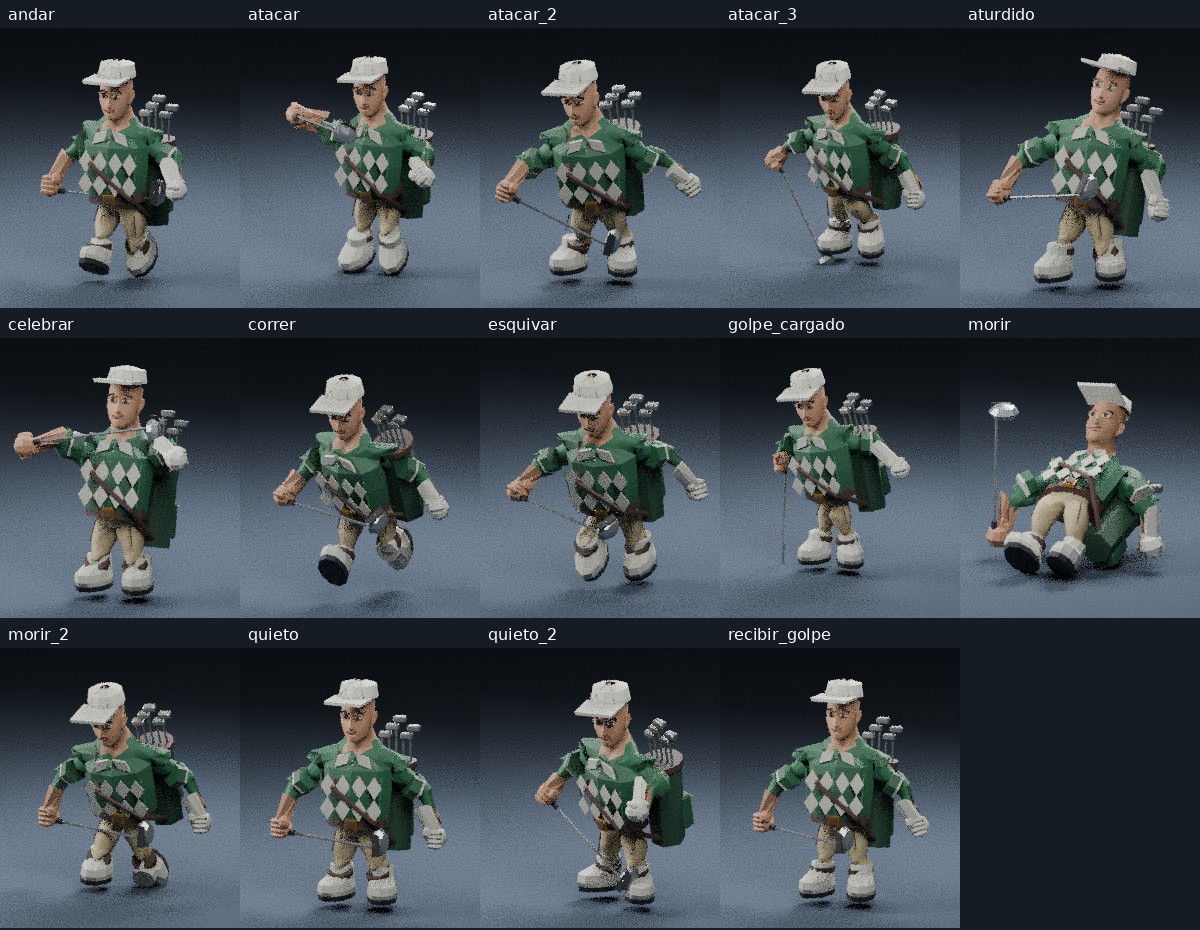 andar
atacar
atacar_2
atacar_3
aturdido
celebrar
correr
esquivar
golpe_cargado
morir
morir_2
quieto
quieto_2
recibir_golpe